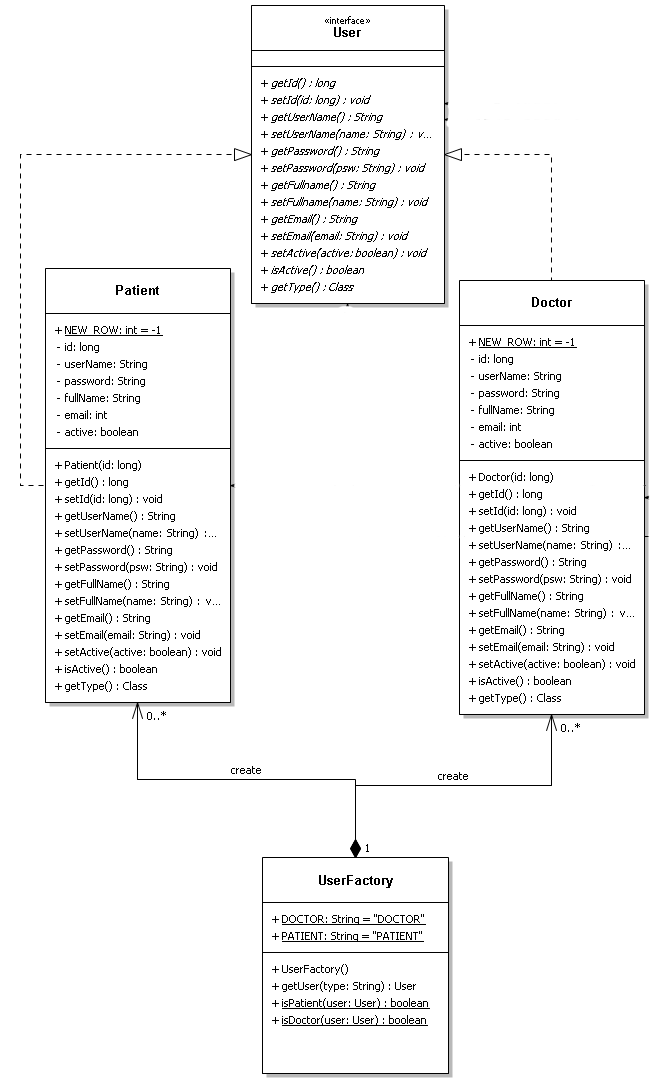 «interface»
User
+ getId() : long
+ setId(id: long) : void
+ getUserName() : String
+ setUserName(name: String) : v...
+ getPassword() : String
+ setPassword(psw: String) : void
+ getFullname() : String
+ setFullname(name: String) : void
+ getEmail() : String
+ setEmail(email: String) : void
+ setActive(active: boolean) : void
+ isActive() : boolean
+ getType() : Class
Patient
+ NEW_ROW: int = -1
- id: long
- userName: String
- password: String
- fullName: String
- email: int
- active: boolean
+ Patient(id: long)
+ getId() : long
+ setId(id: long) : void
+ getUserName() : String
+ setUserName(name: String) :...
+ getPassword() : String
+ setPassword(psw: String) : void
+ getFullName() : String
+ setFullName(name: String) : v...
+ getEmail() : String
+ setEmail(email: String) : void
+ setActive(active: boolean) : void
+ isActive() : boolean
+ getType() : Class
Doctor
+ NEW_ROW: int = -1
- id: long
- userName: String
- password: String
- fullName: String
- email: int
- active: boolean
+ Doctor(id: long)
+ getId() : long
+ setId(id: long) : void
+ getUserName() : String
+ setUserName(name: String) :...
+ getPassword() : String
+ setPassword(psw: String) : void
+ getFullName() : String
+ setFullName(name: String) : v...
+ getEmail() : String
+ setEmail(email: String) : void
+ setActive(active: boolean) : void
+ isActive() : boolean
+ getType() : Class
0..*
0..*
create
create
1
UserFactory
+ DOCTOR: String = "DOCTOR"
+ PATIENT: String = "PATIENT"
+ UserFactory()
+ getUser(type: String) : User
+ isPatient(user: User) : boolean
+ isDoctor(user: User) : boolean